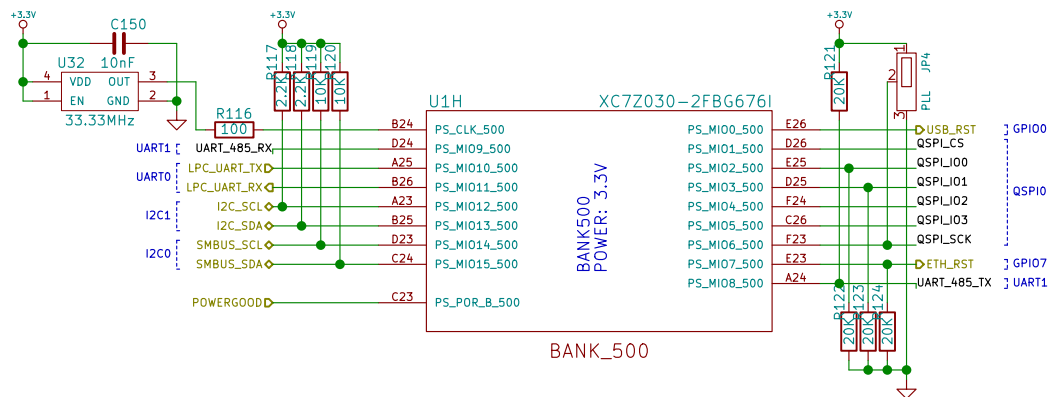 +3.3V
C150
10nF
U32
4 VDD OUT 3
1 EN GND 2
33.33MHz
R116
100
+3.3V
R117
2.2K
R118
2.2K
R119
10K
R120
10K
UART1
UART_485_RX
UART0
LPC_UART_TX
LPC_UART_RX
I2C1
I2C_SCL
I2C_SDA
I2C0
SMBUS_SCL
SMBUS_SDA
POWERGOOD
U1H
XC7Z030-2FBG676I
B24 PS_CLK_500
D24 PS_MIO9_500
A25 PS_MIO10_500
B26 PS_MIO11_500
A23 PS_MIO12_500
B25 PS_MIO13_500
D23 PS_MIO14_500
C24 PS_MIO15_500
C23 PS_POR_B_500
BANK500
POWER: 3.3V
PS_MIO0_500 E26
PS_MIO1_500 D26
PS_MIO2_500 E25
PS_MIO3_500 D25
PS_MIO4_500 F24
PS_MIO5_500 C26
PS_MIO6_500 F23
PS_MIO7_500 E23
PS_MIO8_500 A24
BANK_500
+3.3V
R121
20K
1
2
3
JP4
PLL
USB_RST
GPIO0
QSPI_CS
QSPI_IO0
QSPI_IO1
QSPI_IO2
QSPI_IO3
QSPI_SCK
QSPI0
ETH_RST
GPIO7
UART_485_TX
UART1
R122
20K
R123
20K
R124
20K